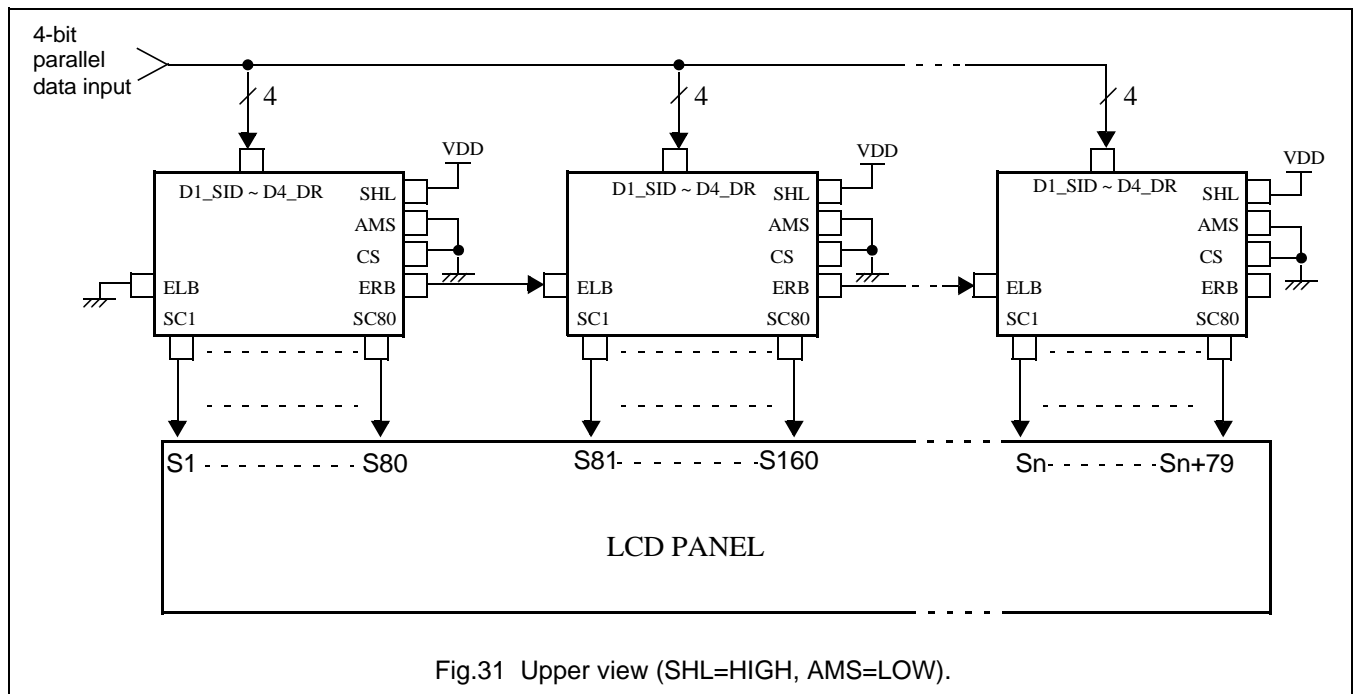 4-bit
parallel
data input
4
4
4
VDD
VDD
VDD
D1_SID ~ D4_DR
SHL
AMS
CS
ELB
ERB
SC1
SC80
D1_SID ~ D4_DR
SHL
AMS
CS
ELB
ERB
SC1
SC80
D1_SID ~ D4_DR
SHL
AMS
CS
ELB
ERB
SC1
SC80
S1 - - - - - - - - - S80
S81 - - - - - - - - - S160
Sn - - - - - - - - - Sn+79
LCD PANEL
Fig.31 Upper view (SHL=HIGH, AMS=LOW).